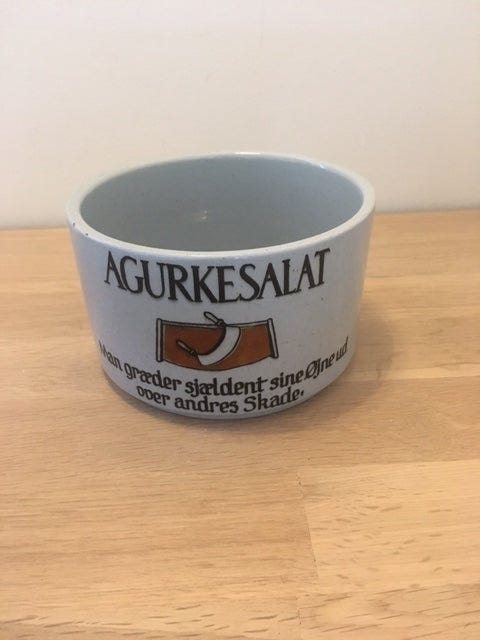 AGURKESALAT
Man græder sjældent sine Øjne ud
over andres Skade.